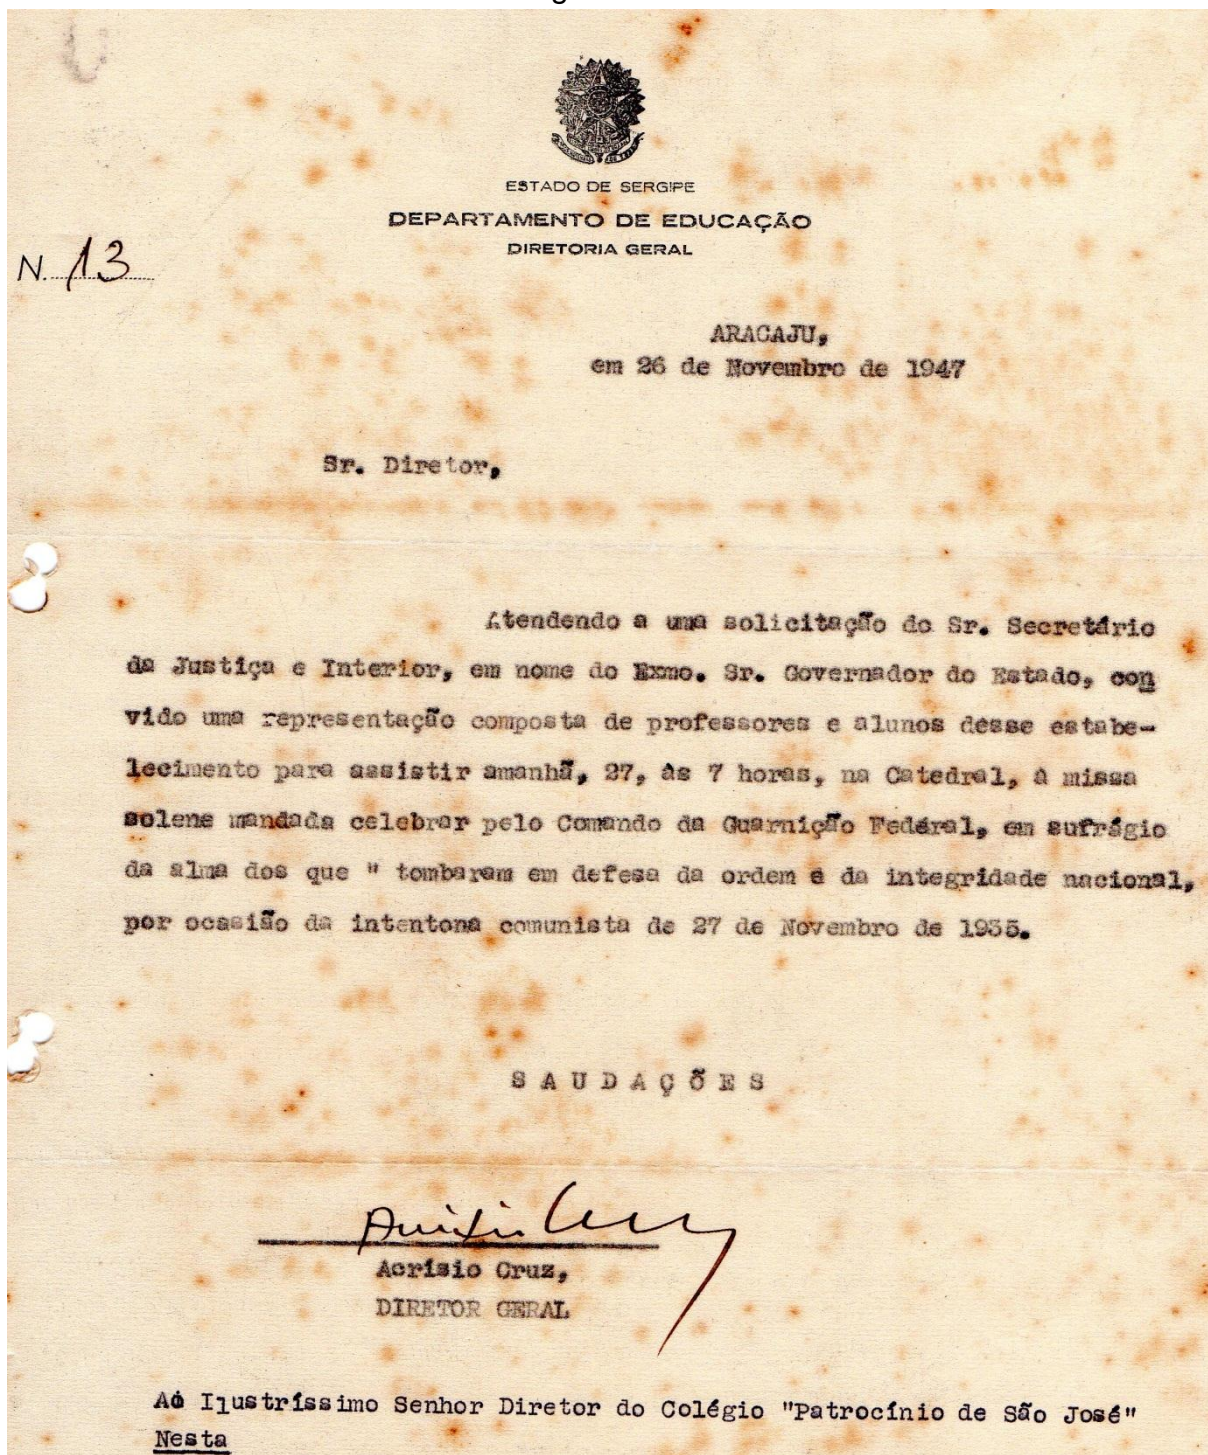 ESTADO DE SERGIPE
DEPARTAMENTO DE EDUCAÇÃO
DIRETORIA GERAL
N. 13
ARACAJU,
em 26 de Novembro de 1947
Sr. Diretor,
Atendendo a uma solicitação do Sr. Secretário
da Justiça e Interior, em nome do Exmo. Sr. Governador do Estado, con
vido uma representação composta de professores e alunos desse estabe-
lecimento para assistir amanhã, 27, às 7 horas, na Catedral, à missa
solene mandada celebrar pelo Comando da Guarnição Federal, em sufrágio
da alma dos que " tombaram em defesa da ordem e da integridade nacional,
por ocasião da intentona comunista de 27 de Novembro de 1935.
SAUDAÇÕES
Acrísio Cruz
Acrísio Cruz,
DIRETOR GERAL
Ao Ilustríssimo Senhor Diretor do Colégio "Patrocínio de São José"
Nesta